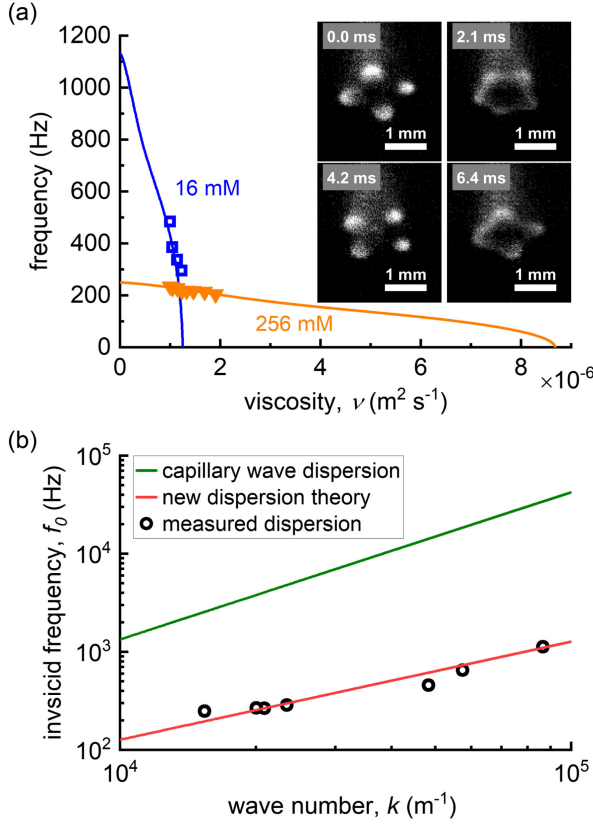 (a)
1200
1000
800
600
400
200
0
frequency (Hz)
16 mM
256 mM
0.0 ms
2.1 ms
1 mm
1 mm
4.2 ms
6.4 ms
1 mm
1 mm
0 2 4 6 8
×10⁻⁶
viscosity, ν (m² s⁻¹)
(b)
10⁵
10⁴
10³
10²
invsicid frequency, f₀ (Hz)
capillary wave dispersion
new dispersion theory
measured dispersion
10⁴ 10⁵
wave number, k (m⁻¹)